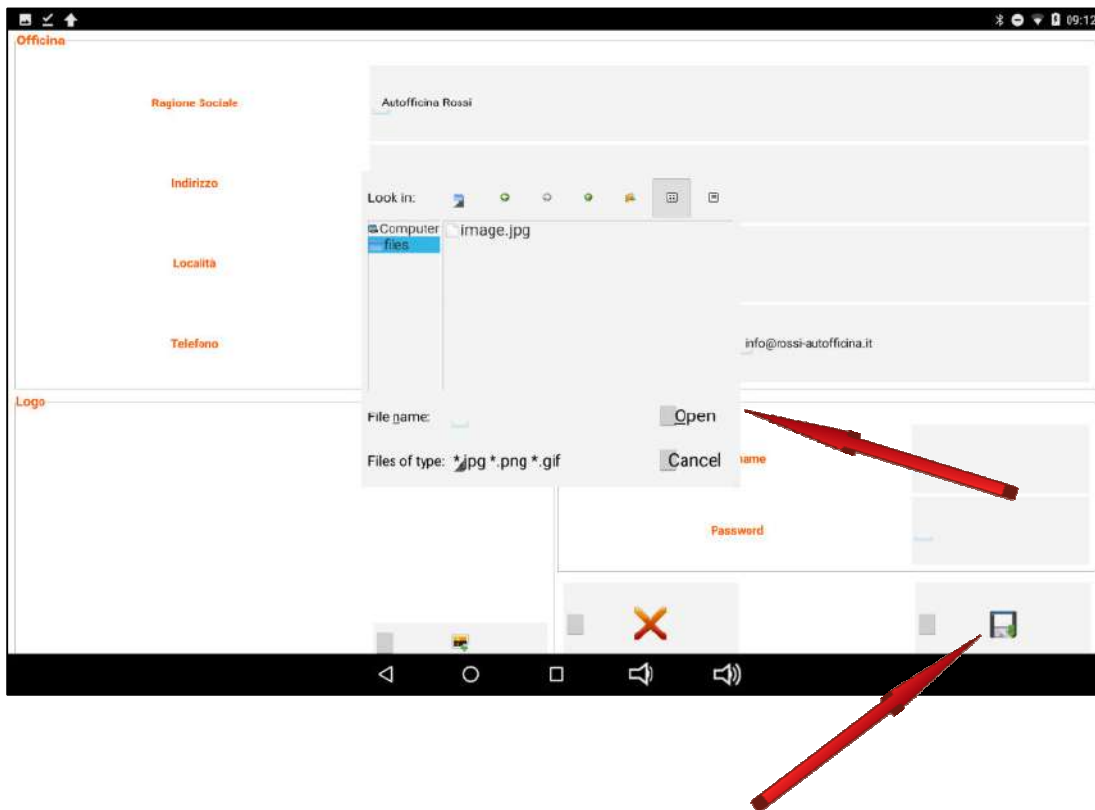 09:12
Officina
Ragione Sociale
Autofficina Rossi
Indirizzo
Look in:
Computer
image.jpg
files
Località
Telefono
info@rossi-autofficina.it
Logo
File name:
Open
Files of type: *.jpg *.png *.gif
Cancel
name
Password